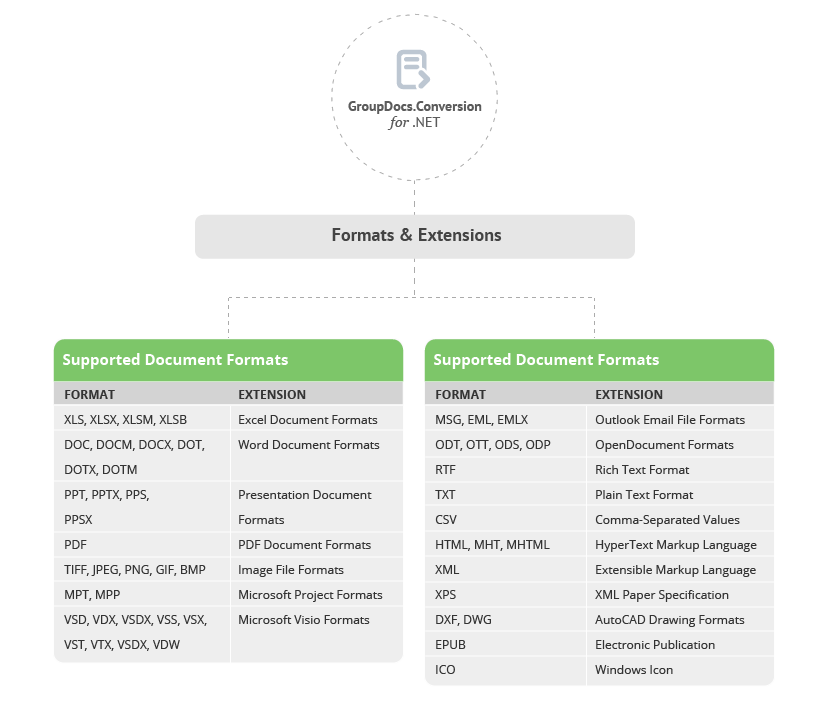 GroupDocs.Conversion
for .NET
Formats & Extensions
Supported Document Formats
FORMAT EXTENSION
XLS, XLSX, XLSM, XLSB Excel Document Formats
DOC, DOCM, DOCX, DOT, Word Document Formats
DOTX, DOTM
PPT, PPTX, PPS, Presentation Document
PPSX Formats
PDF PDF Document Formats
TIFF, JPEG, PNG, GIF, BMP Image File Formats
MPT, MPP Microsoft Project Formats
VSD, VDX, VSDX, VSS, VSX, Microsoft Visio Formats
VST, VTX, VSDX, VDW
Supported Document Formats
FORMAT EXTENSION
MSG, EML, EMLX Outlook Email File Formats
ODT, OTT, ODS, ODP OpenDocument Formats
RTF Rich Text Format
TXT Plain Text Format
CSV Comma-Separated Values
HTML, MHT, MHTML HyperText Markup Language
XML Extensible Markup Language
XPS XML Paper Specification
DXF, DWG AutoCAD Drawing Formats
EPUB Electronic Publication
ICO Windows Icon